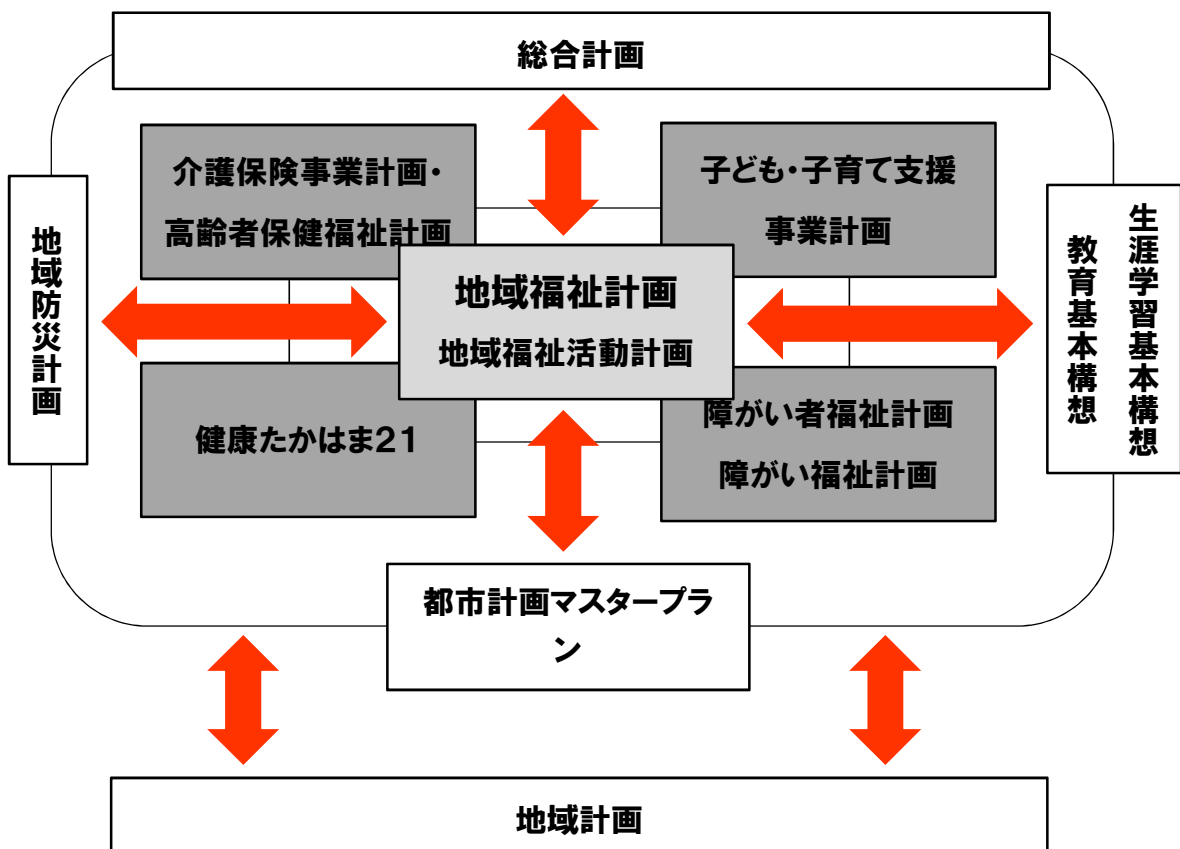 総合計画
介護保険事業計画・
高齢者保健福祉計画
子ども・子育て支援
事業計画
地域防災計画
地域福祉計画
地域福祉活動計画
生涯学習基本構想
教育基本構想
健康たかはま21
障がい者福祉計画
障がい福祉計画
都市計画マスタープラ
ン
地域計画